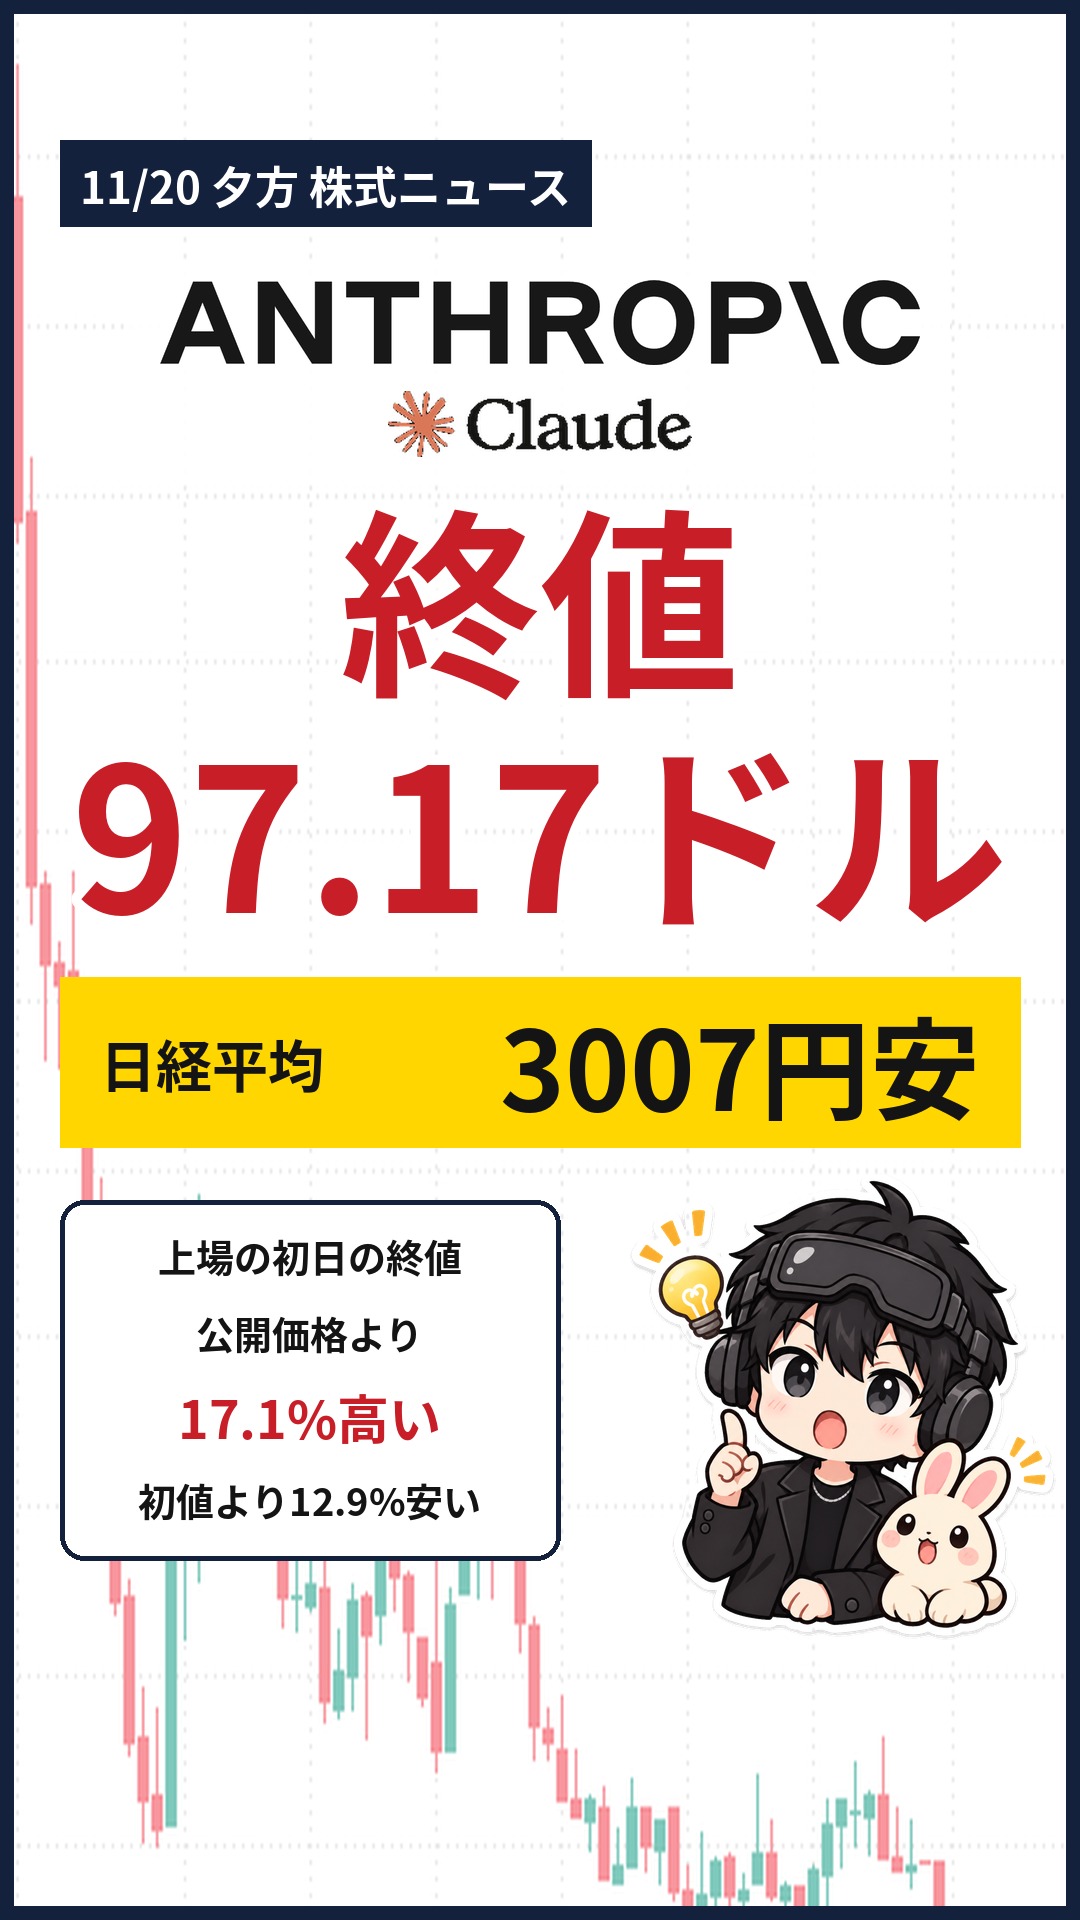 11/20 夕方 株式ニュース
ANTHROP\C
Claude
終値
97.17ドル
日経平均 3007円安
上場の初日の終値
公開価格より
17.1%高い
初値より12.9%安い